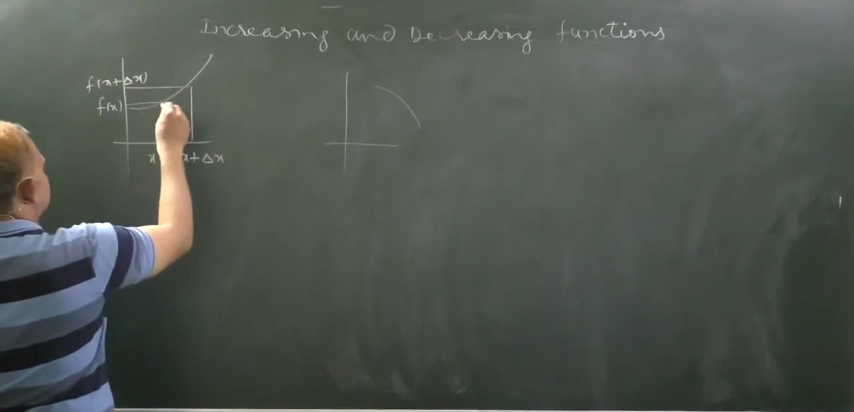 Increasing and Decreasing functions
f(x+Δx)
f(x)
x x+Δx